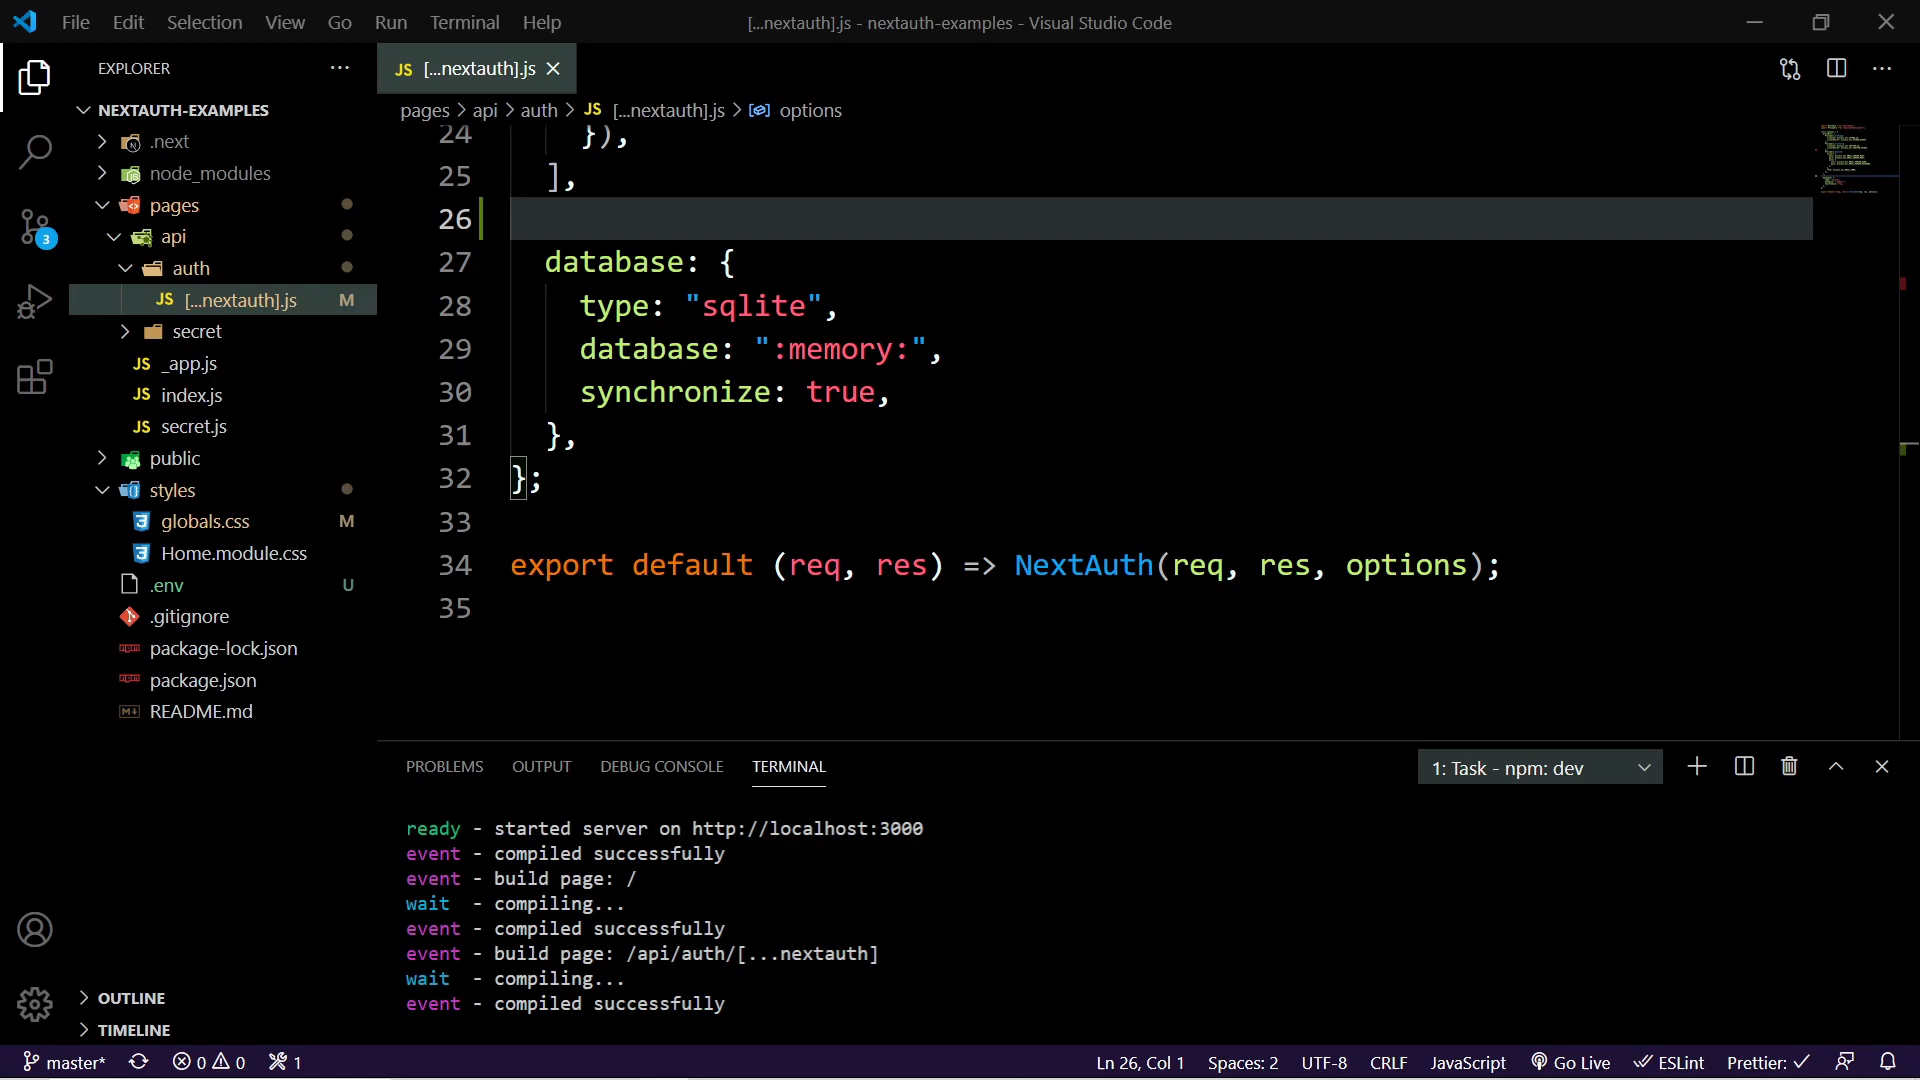 File Edit Selection View Go Run Terminal Help
[...nextauth].js - nextauth-examples - Visual Studio Code
EXPLORER
NEXTAUTH-EXAMPLES
.next
node_modules
pages
api
auth
JS [...nextauth].js M
secret
JS _app.js
JS index.js
JS secret.js
public
styles
globals.css M
Home.module.css
.env U
.gitignore
package-lock.json
package.json
README.md
OUTLINE
TIMELINE
3
JS [...nextauth].js
pages > api > auth > JS [...nextauth].js > options
24 }),
25 ],
26
27 database: {
28 type: "sqlite",
29 database: ":memory:",
30 synchronize: true,
31 },
32 };
33
34 export default (req, res) => NextAuth(req, res, options);
35
PROBLEMS OUTPUT DEBUG CONSOLE TERMINAL
1: Task - npm: dev
ready - started server on http://localhost:3000
event - compiled successfully
event - build page: /
wait - compiling...
event - compiled successfully
event - build page: /api/auth/[...nextauth]
wait - compiling...
event - compiled successfully
master* 0 0 1
Ln 26, Col 1 Spaces: 2 UTF-8 CRLF JavaScript Go Live ESLint Prettier: